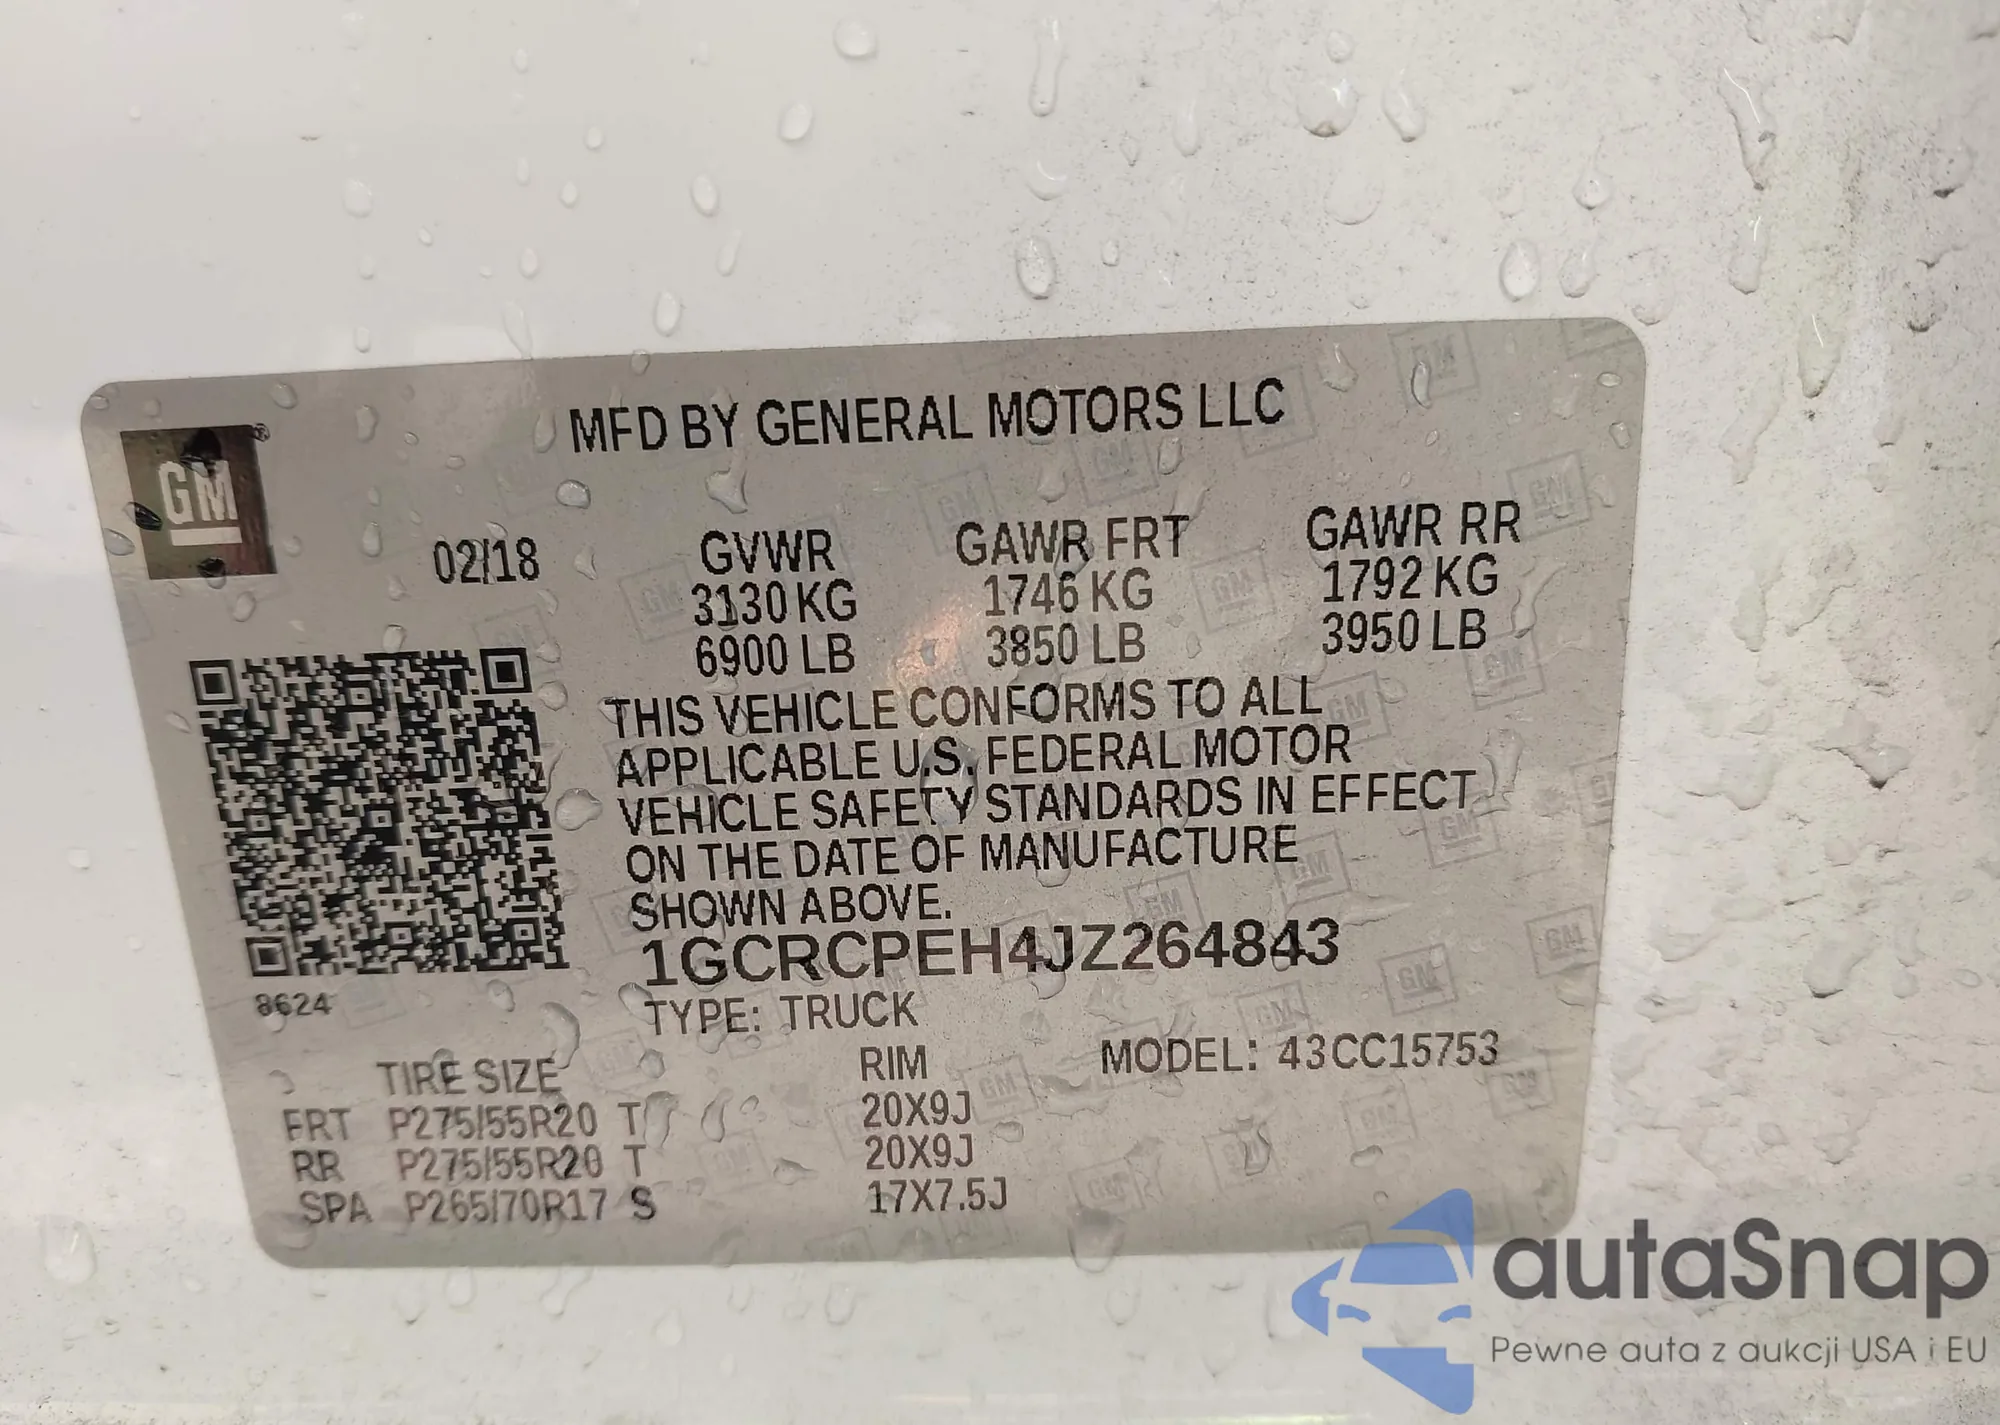 MFD BY GENERAL MOTORS LLC
GM
02/18
GVWR GAWR FRT GAWR RR
3130 KG 1746 KG 1792 KG
6900 LB 3850 LB 3950 LB
THIS VEHICLE CONFORMS TO ALL
APPLICABLE U.S. FEDERAL MOTOR
VEHICLE SAFETY STANDARDS IN EFFECT
ON THE DATE OF MANUFACTURE
SHOWN ABOVE.
1GCRCPEH4JZ264843
8624
TYPE: TRUCK
TIRE SIZE RIM MODEL: 43CC15753
FRT P275/55R20 T 20X9J
RR P275/55R20 T 20X9J
SPA P265/70R17 S 17X7.5J
autaSnap
Pewne auta z aukcji USA i EU